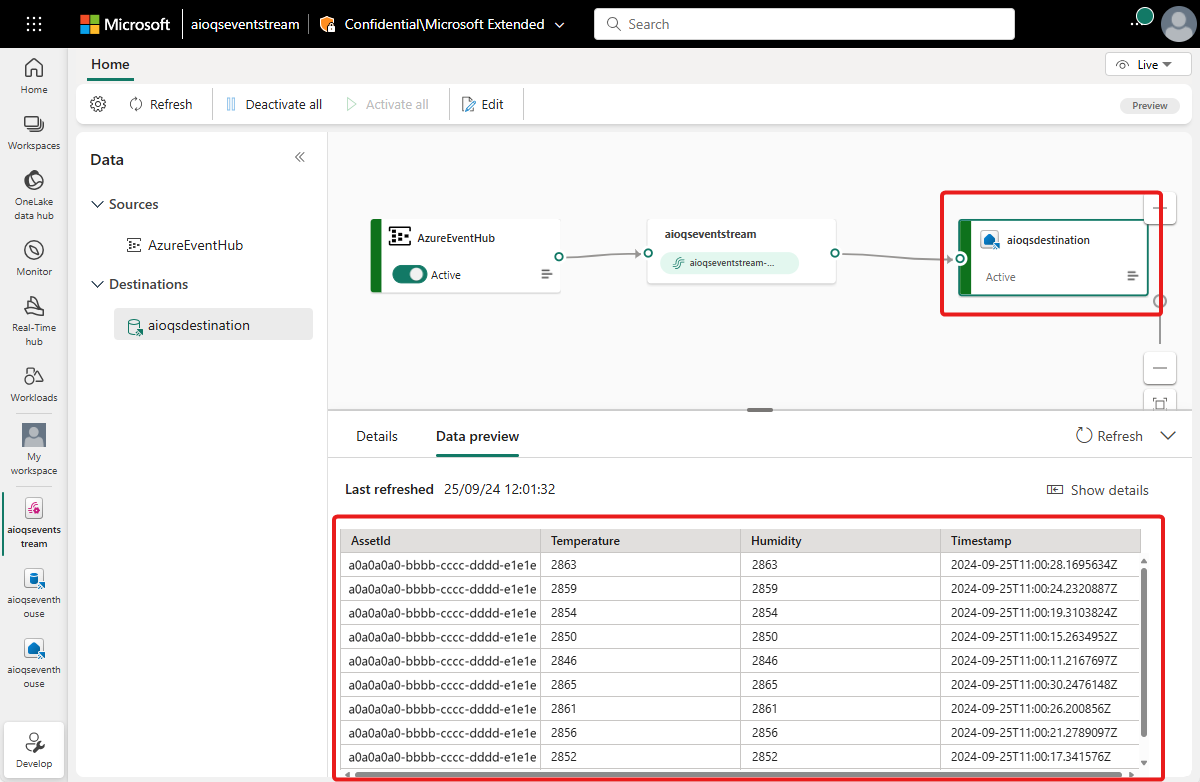 Microsoft
aioqseventstream
Confidential\Microsoft Extended
Search
Home
Live
Refresh
Deactivate all
Activate all
Edit
Preview
Home
Workspaces
OneLake
data hub
Monitor
Real-Time
hub
Workloads
My
workspace
aioqsevents
tream
aioqseventh
ouse
aioqseventh
ouse
Develop
Data
Sources
AzureEventHub
Destinations
aioqsdestination
AzureEventHub
Active
aioqseventstream
aioqseventstream-...
aioqsdestination
Active
Details
Data preview
Refresh
Last refreshed 25/09/24 12:01:32
Show details
AssetId Temperature Humidity Timestamp
a0a0a0a0-bbbb-cccc-dddd-e1e1e 2863 2863 2024-09-25T11:00:28.1695634Z
a0a0a0a0-bbbb-cccc-dddd-e1e1e 2859 2859 2024-09-25T11:00:24.2320887Z
a0a0a0a0-bbbb-cccc-dddd-e1e1e 2854 2854 2024-09-25T11:00:19.3103824Z
a0a0a0a0-bbbb-cccc-dddd-e1e1e 2850 2850 2024-09-25T11:00:15.2634952Z
a0a0a0a0-bbbb-cccc-dddd-e1e1e 2846 2846 2024-09-25T11:00:11.2167697Z
a0a0a0a0-bbbb-cccc-dddd-e1e1e 2865 2865 2024-09-25T11:00:30.2476148Z
a0a0a0a0-bbbb-cccc-dddd-e1e1e 2861 2861 2024-09-25T11:00:26.200856Z
a0a0a0a0-bbbb-cccc-dddd-e1e1e 2856 2856 2024-09-25T11:00:21.2789097Z
a0a0a0a0-bbbb-cccc-dddd-e1e1e 2852 2852 2024-09-25T11:00:17.341576Z